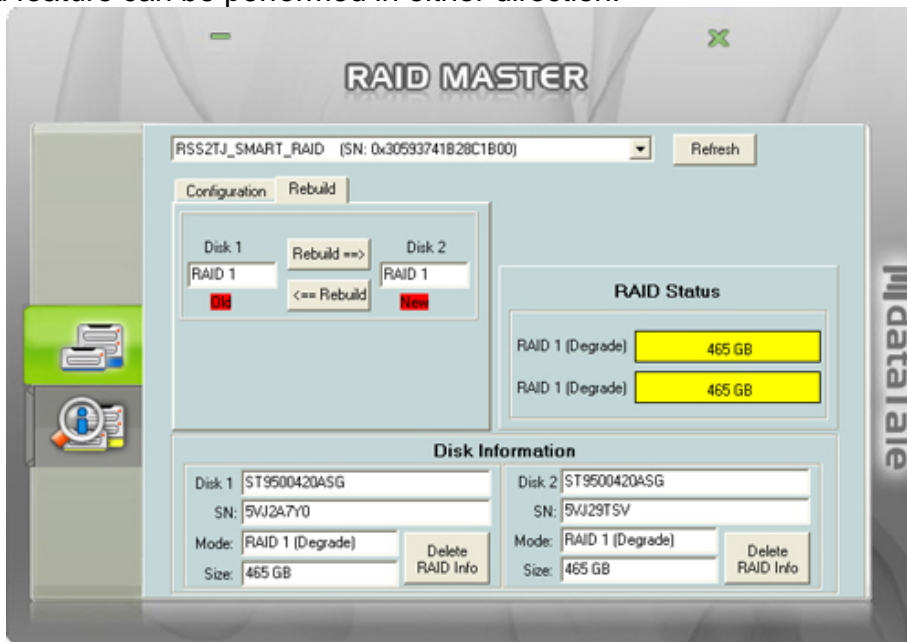 feature can be performed in either direction.
RAID MASTER
RSS2TJ_SMART_RAID (SN: 0x30593741B28C1B00)
Refresh
Configuration
Rebuild
Disk 1
Rebuild ==>
Disk 2
RAID 1
<== Rebuild
RAID 1
Old
New
RAID Status
RAID 1 (Degrade)
465 GB
RAID 1 (Degrade)
465 GB
dataTale
Disk Information
Disk 1
ST9500420ASG
SN:
5VJ2A7Y0
Mode:
RAID 1 (Degrade)
Size:
465 GB
Delete
RAID Info
Disk 2
ST9500420ASG
SN:
5VJ29TSV
Mode:
RAID 1 (Degrade)
Size:
465 GB
Delete
RAID Info